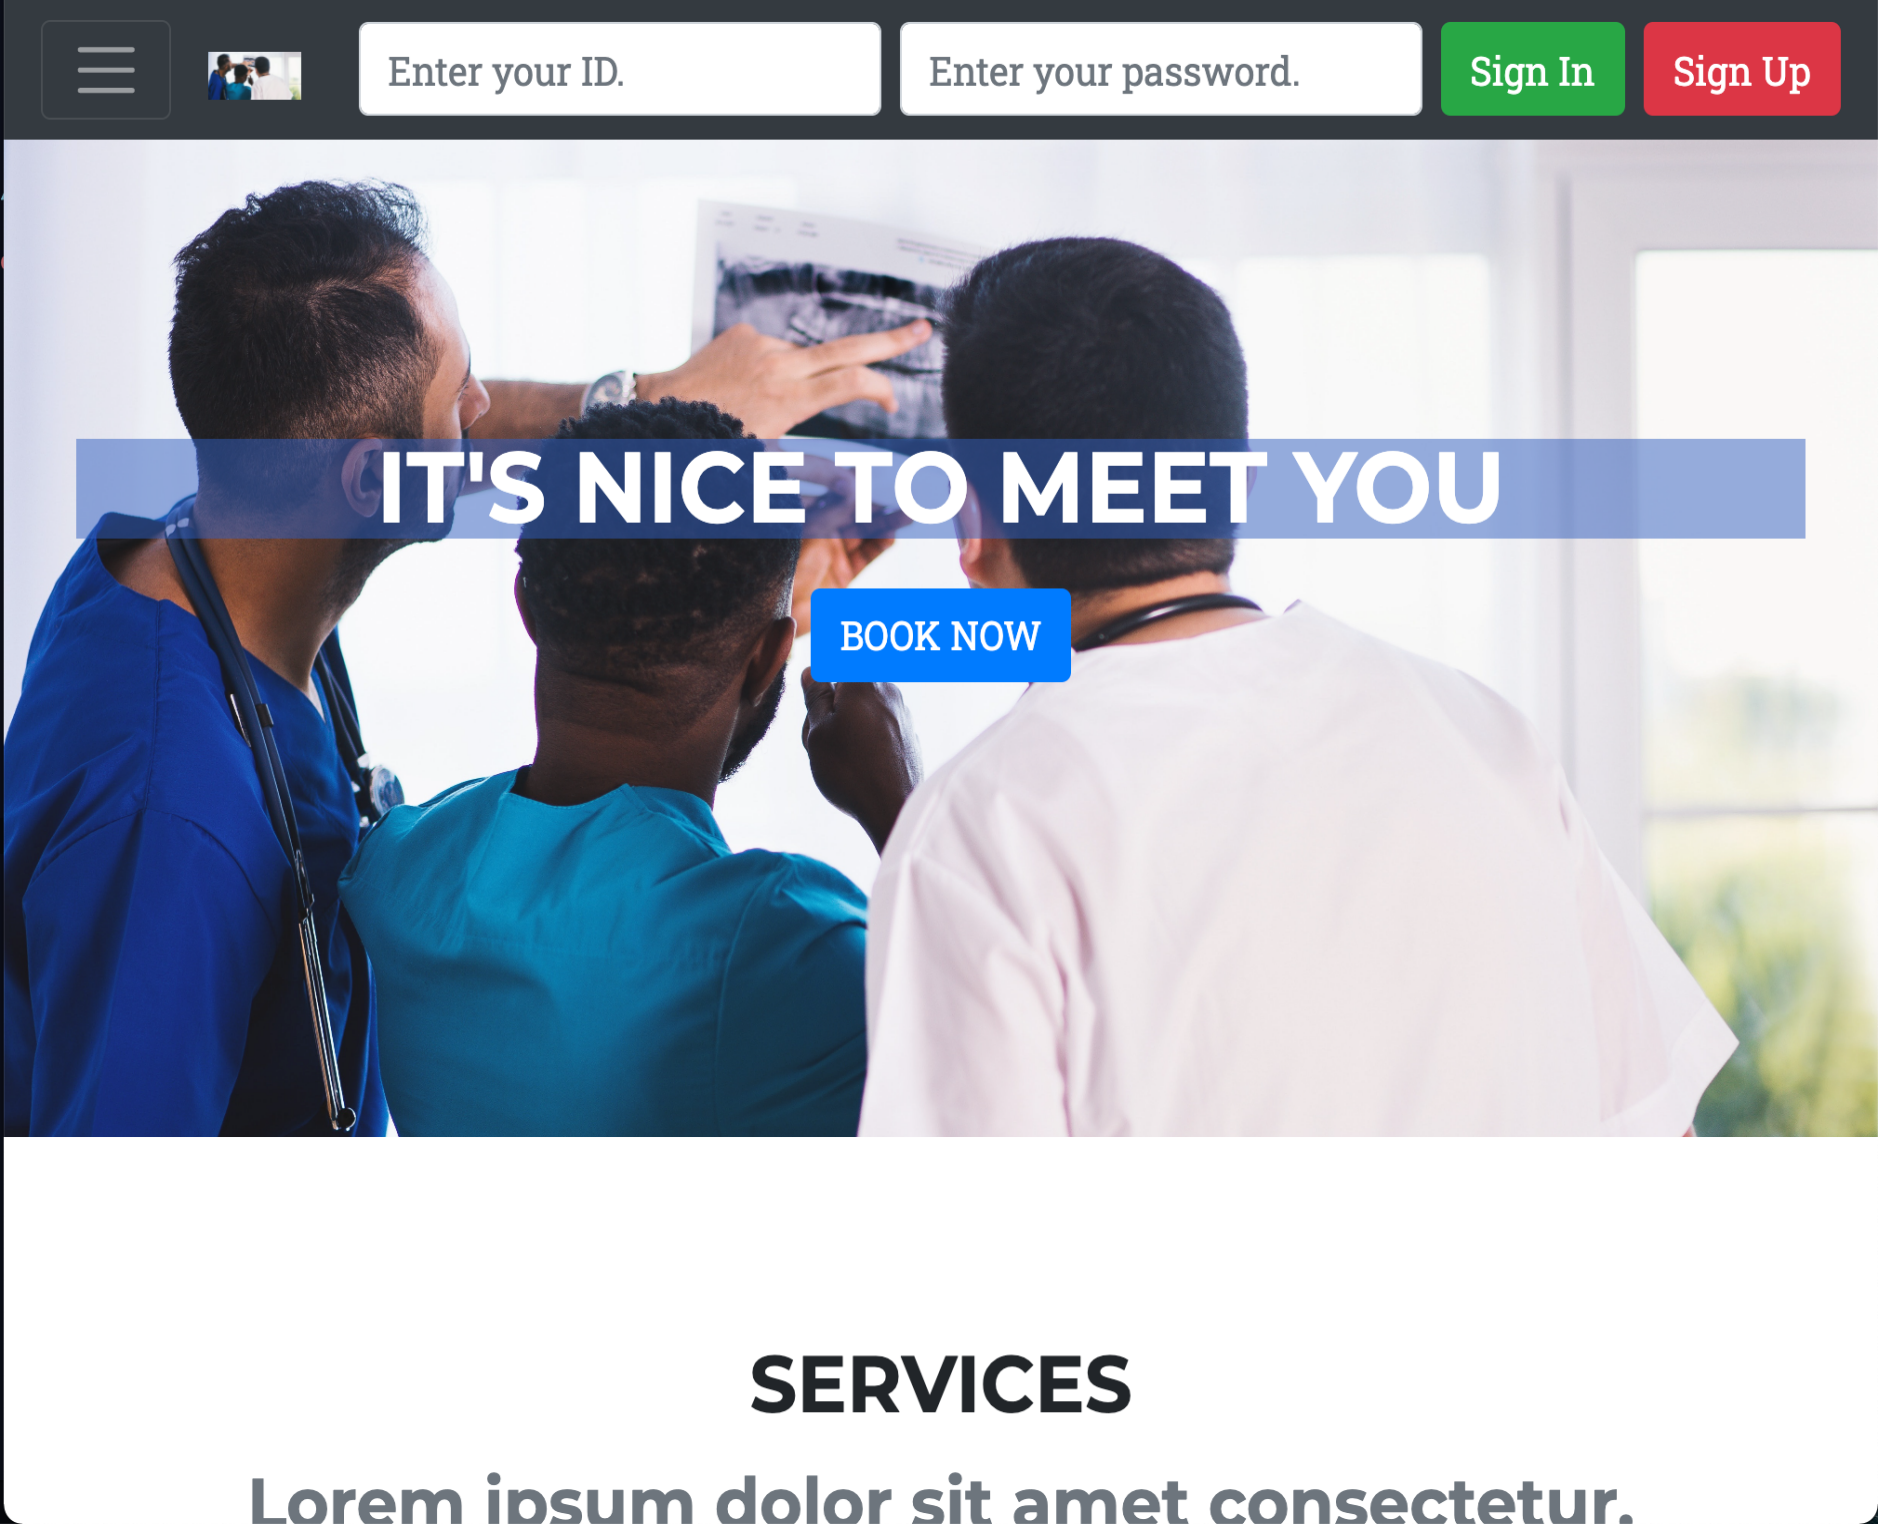 Enter your ID.
Enter your password.
Sign In
Sign Up
IT'S NICE TO MEET YOU
BOOK NOW
SERVICES
Lorem ipsum dolor sit amet consectetur.